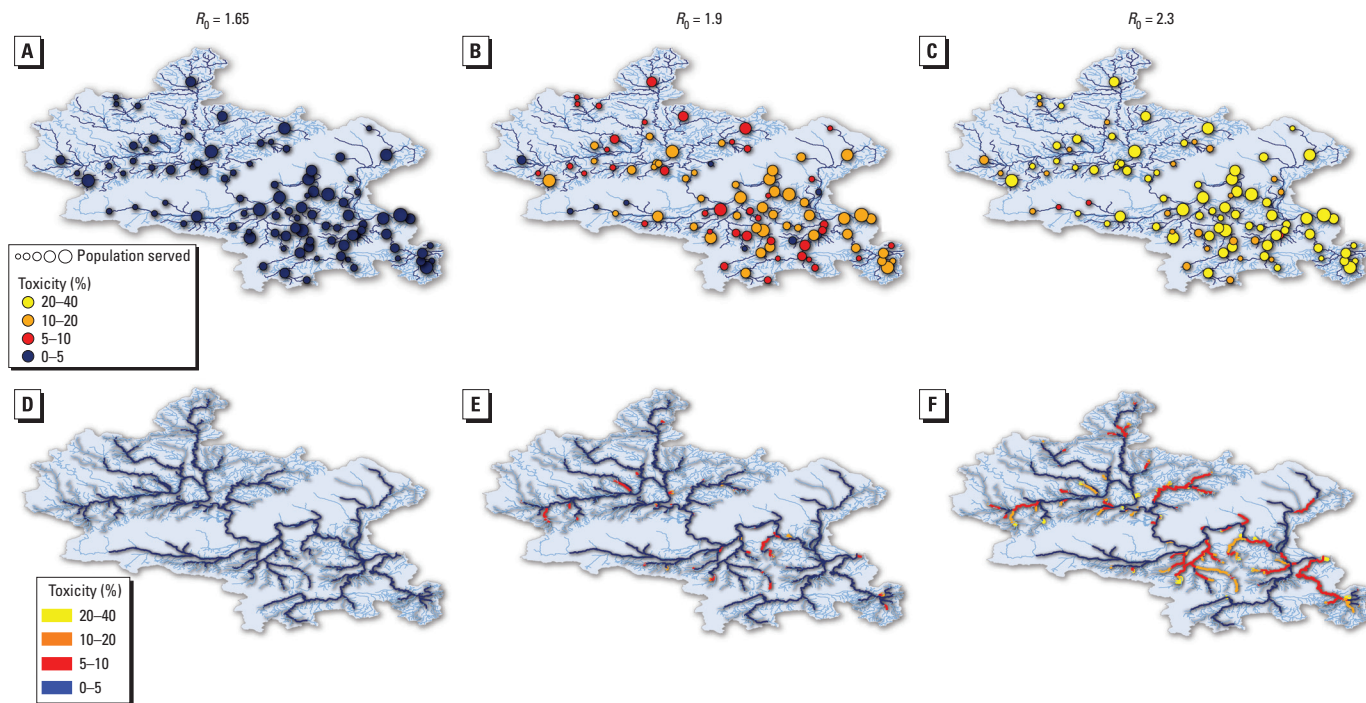 R0 = 1.65
R0 = 1.9
R0 = 2.3
A
B
C
Population served
Toxicity (%)
20–40
10–20
5–10
0–5
D
E
F
Toxicity (%)
20–40
10–20
5–10
0–5